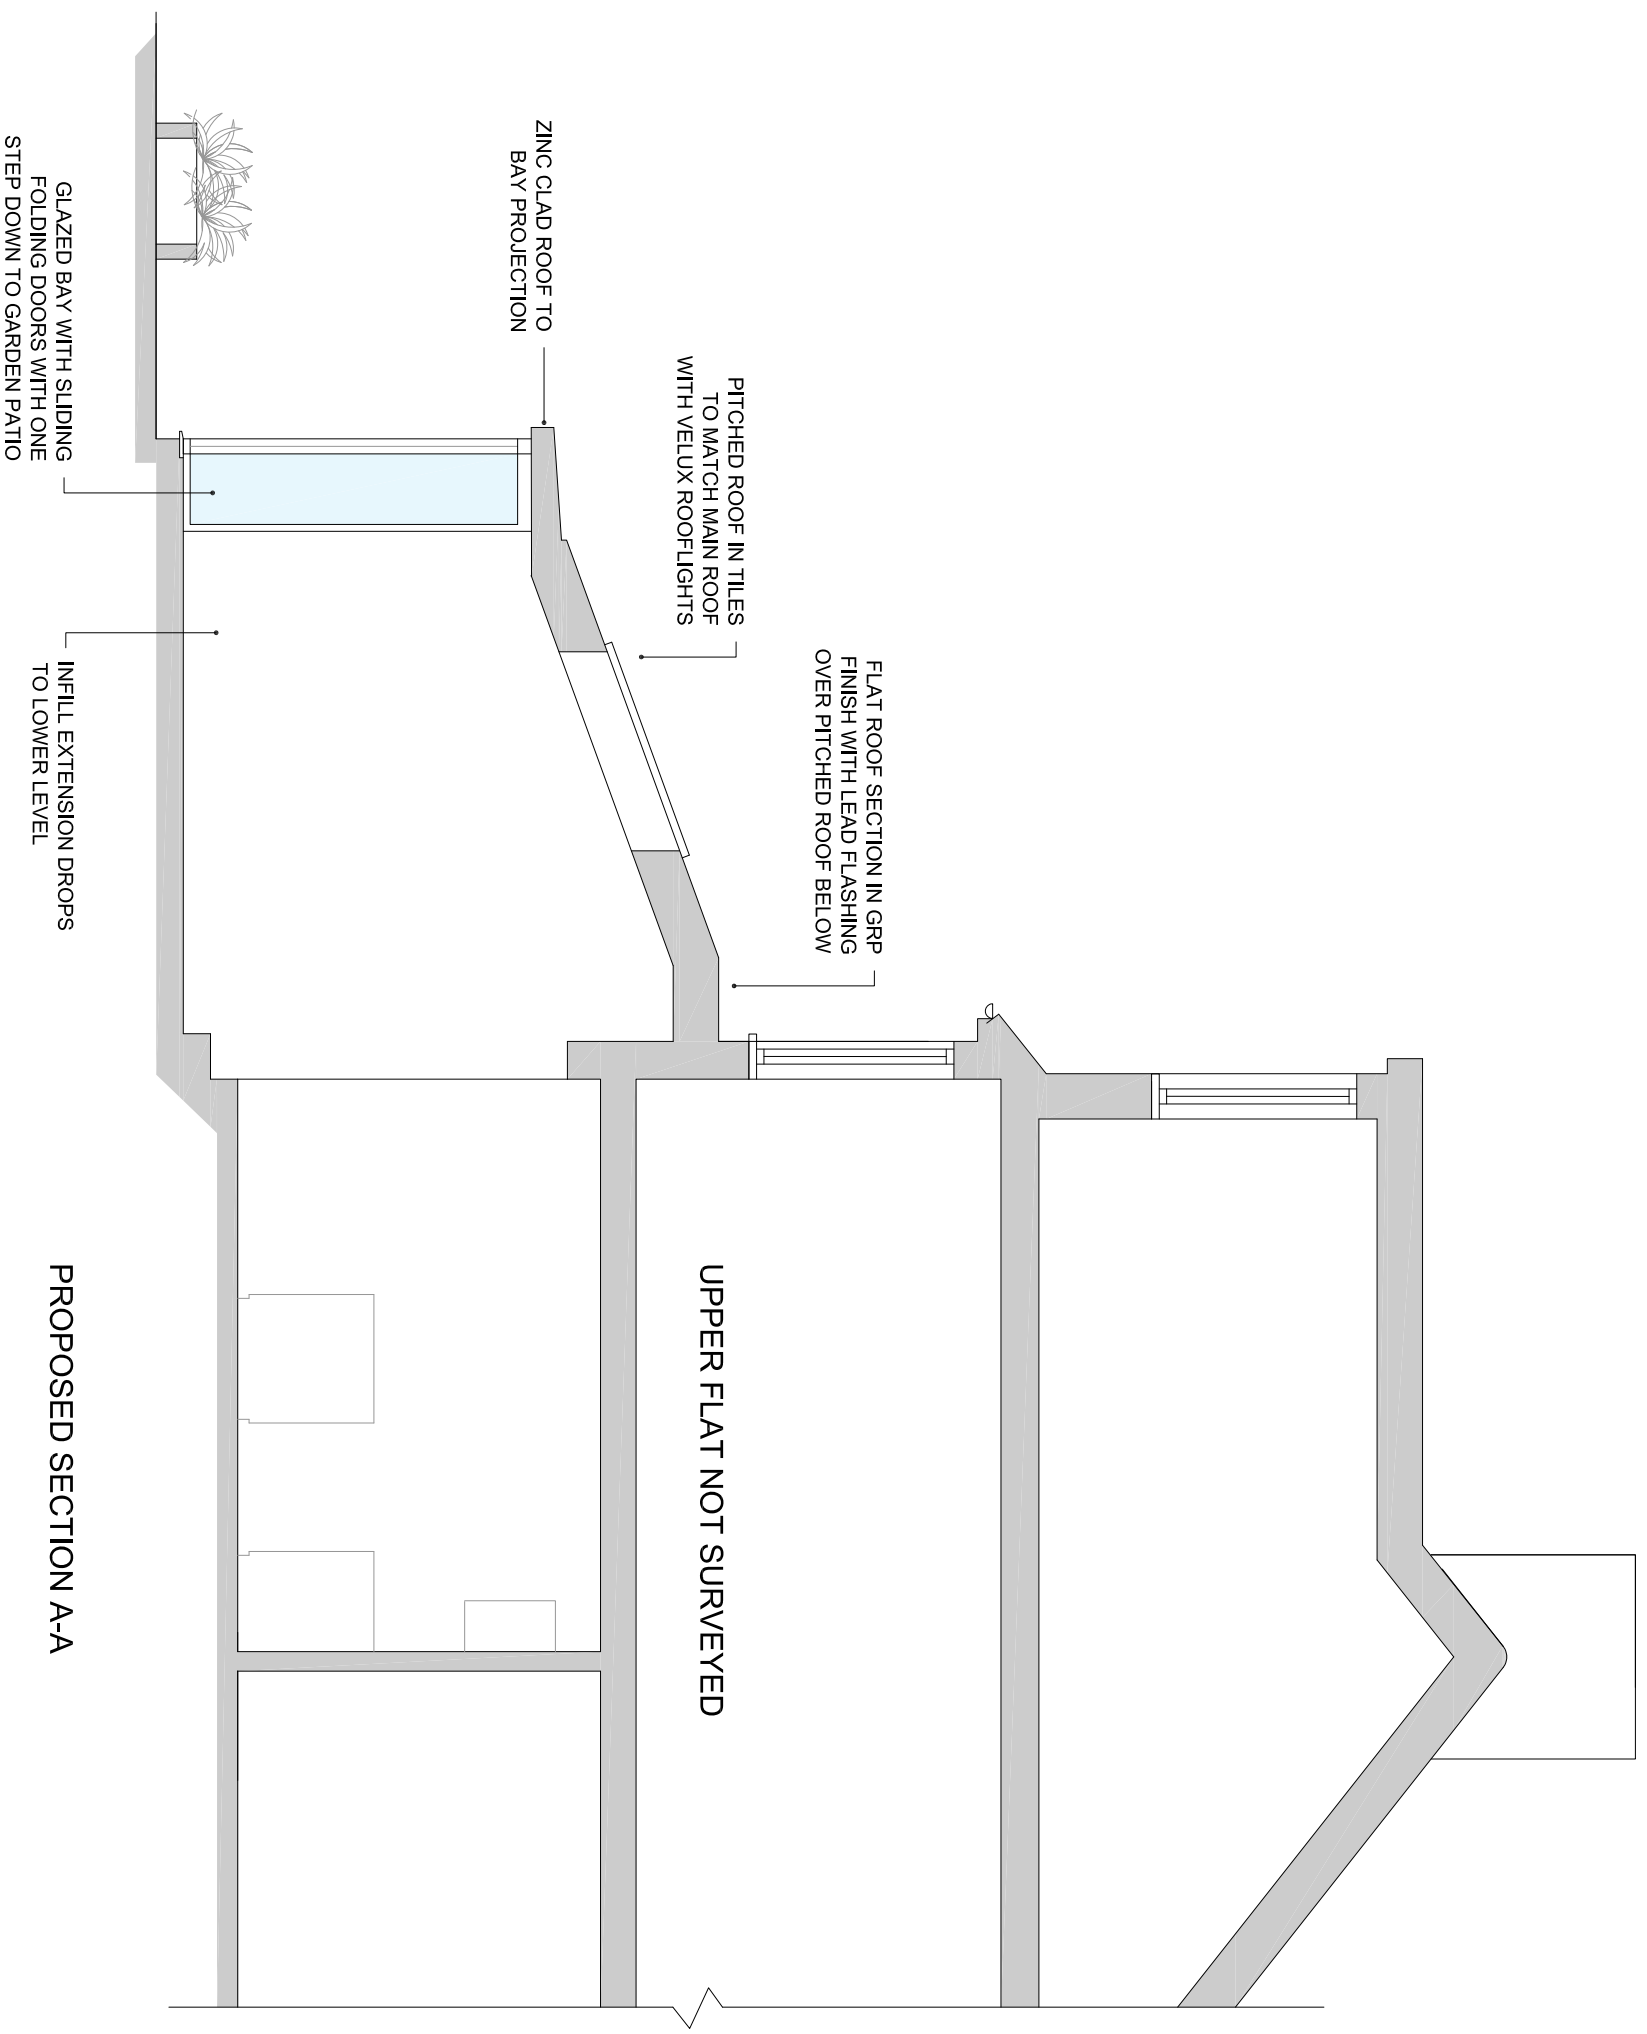 ZINC CLAD ROOF TO
BAY PROJECTION
PITCHED ROOF IN TILES
TO MATCH MAIN ROOF
WITH VELUX ROOFLIGHTS
FLAT ROOF SECTION IN GRP
FINISH WITH LEAD FLASHING
OVER PITCHED ROOF BELOW
UPPER FLAT NOT SURVEYED
GLAZED BAY WITH SLIDING
FOLDING DOORS WITH ONE
STEP DOWN TO GARDEN PATIO
INFILL EXTENSION DROPS
TO LOWER LEVEL
PROPOSED SECTION A-A